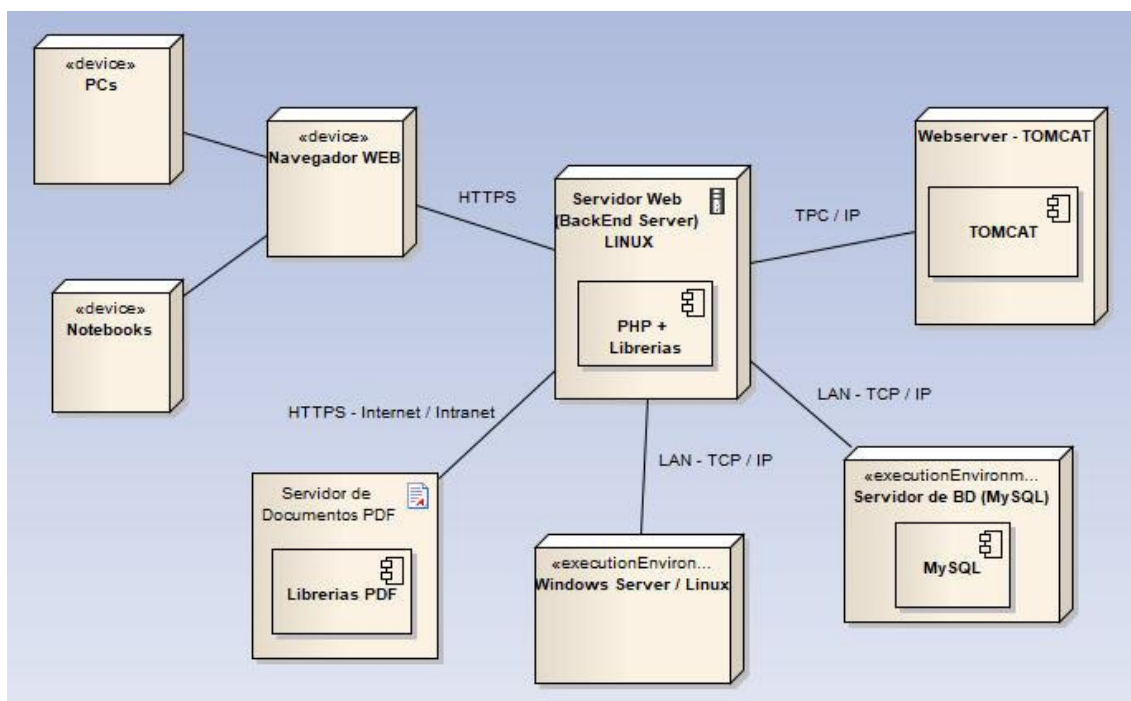 «device»
PCs
«device»
Navegador WEB
«device»
Notebooks
HTTPS
Servidor Web
(BackEnd Server)
LINUX
PHP +
Librerias
TPC / IP
Webserver - TOMCAT
TOMCAT
HTTPS - Internet / Intranet
LAN - TCP / IP
LAN - TCP / IP
Servidor de
Documentos PDF
Librerias PDF
«executionEnviron...
Windows Server / Linux
«executionEnvironm...
Servidor de BD (MySQL)
MySQL